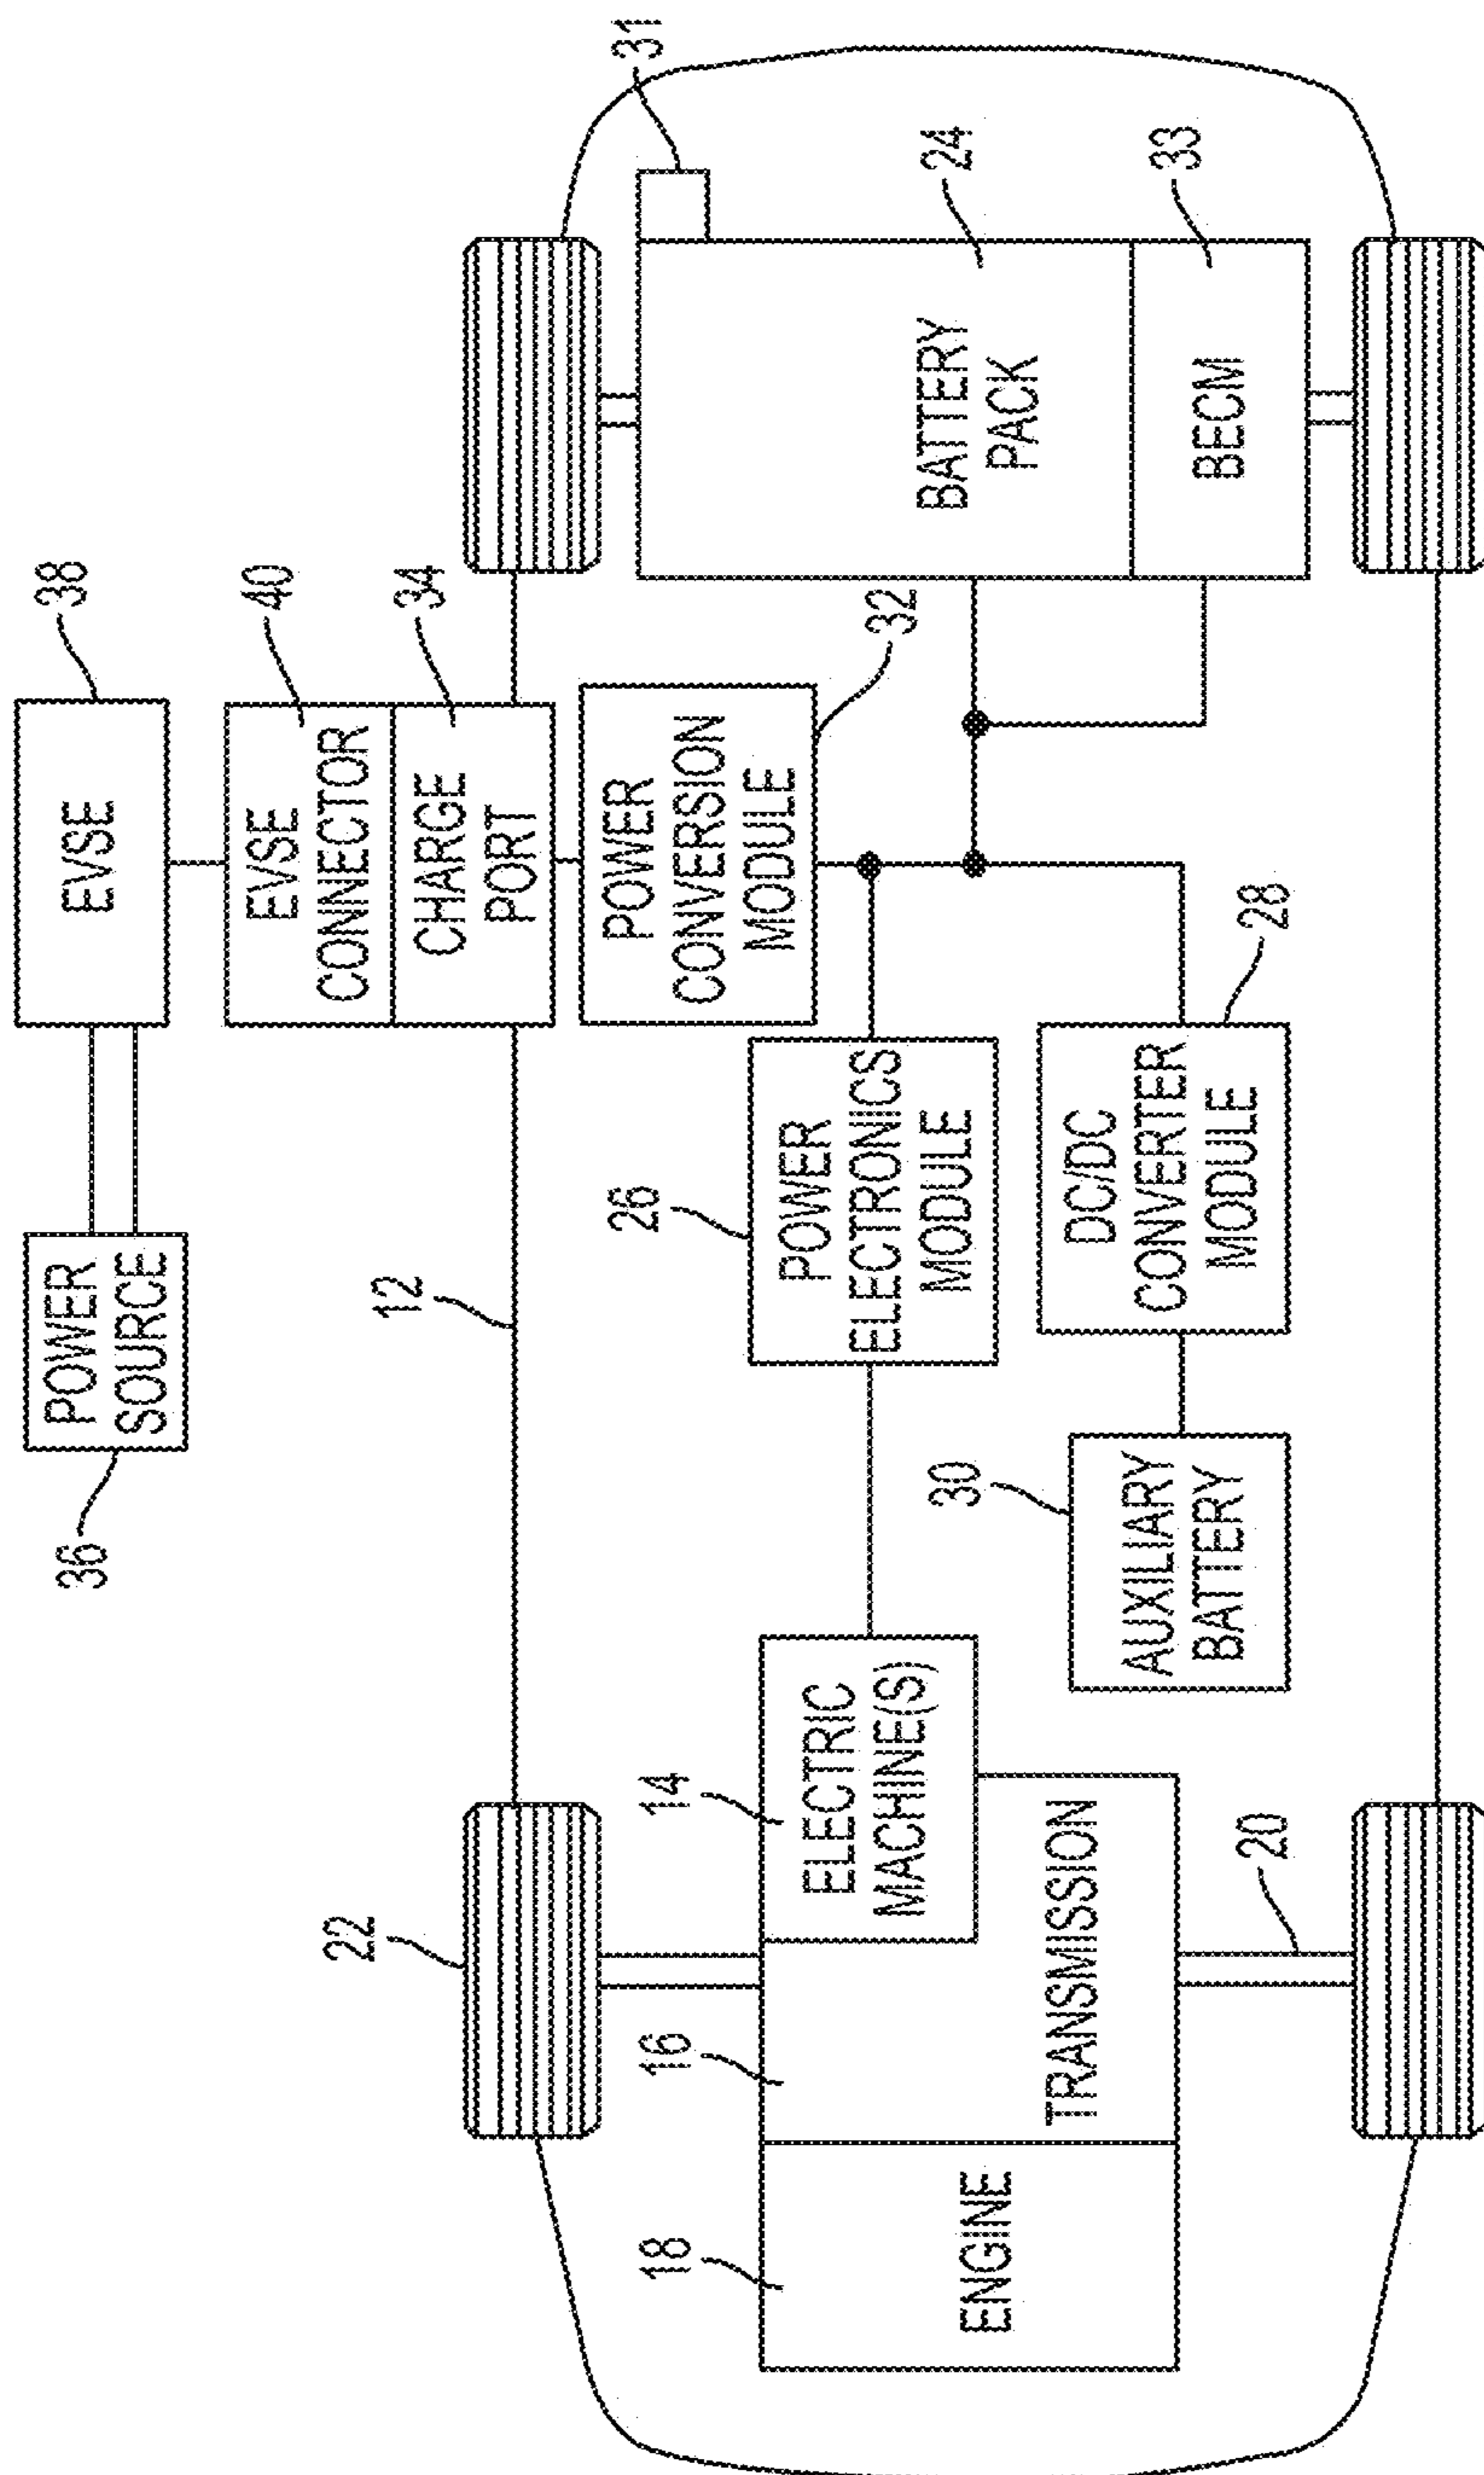 36
POWER
SOURCE
EVSE
38
EVSE
CONNECTOR
40
CHARGE
PORT
34
12
POWER
CONVERSION
MODULE
32
22
18
ENGINE
16
TRANSMISSION
14
ELECTRIC
MACHINE(S)
20
26
POWER
ELECTRONICS
MODULE
30
AUXILIARY
BATTERY
DC/DC
CONVERTER
MODULE
28
31
BATTERY
PACK
24
BECM
33